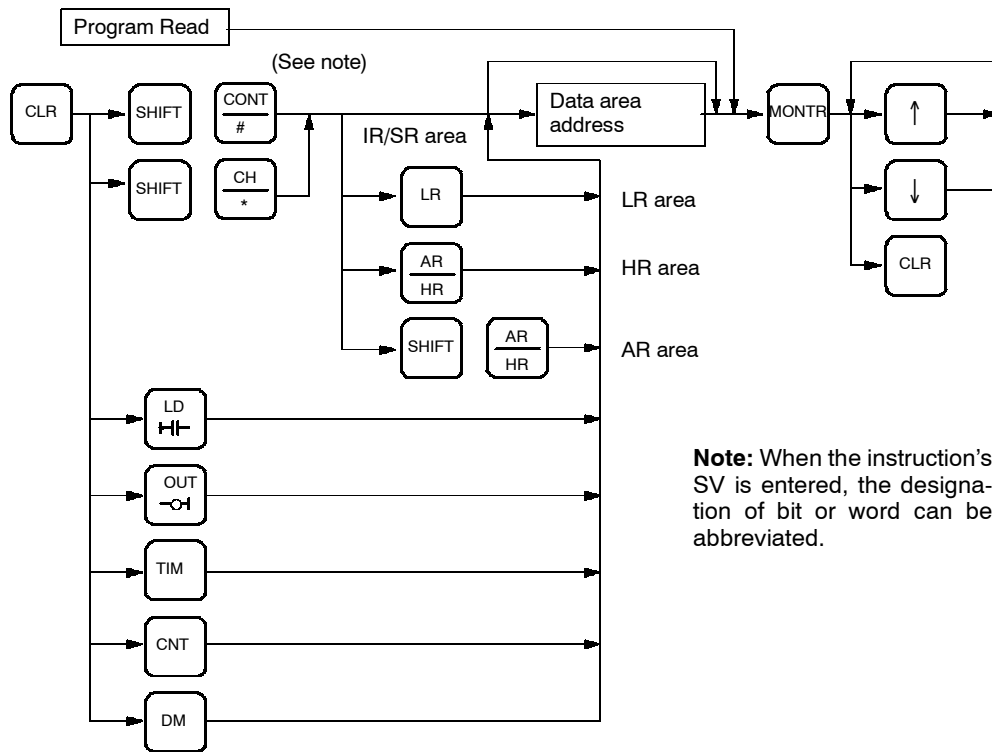 Program Read
(See note)
CLR
SHIFT
CONT
#
Data area
address
MONTR
↑
IR/SR area
SHIFT
CH
*
LR
LR area
↓
AR
HR
HR area
CLR
SHIFT
AR
HR
AR area
LD
OUT
TIM
CNT
DM
Note: When the instruction's
SV is entered, the designa-
tion of bit or word can be
abbreviated.